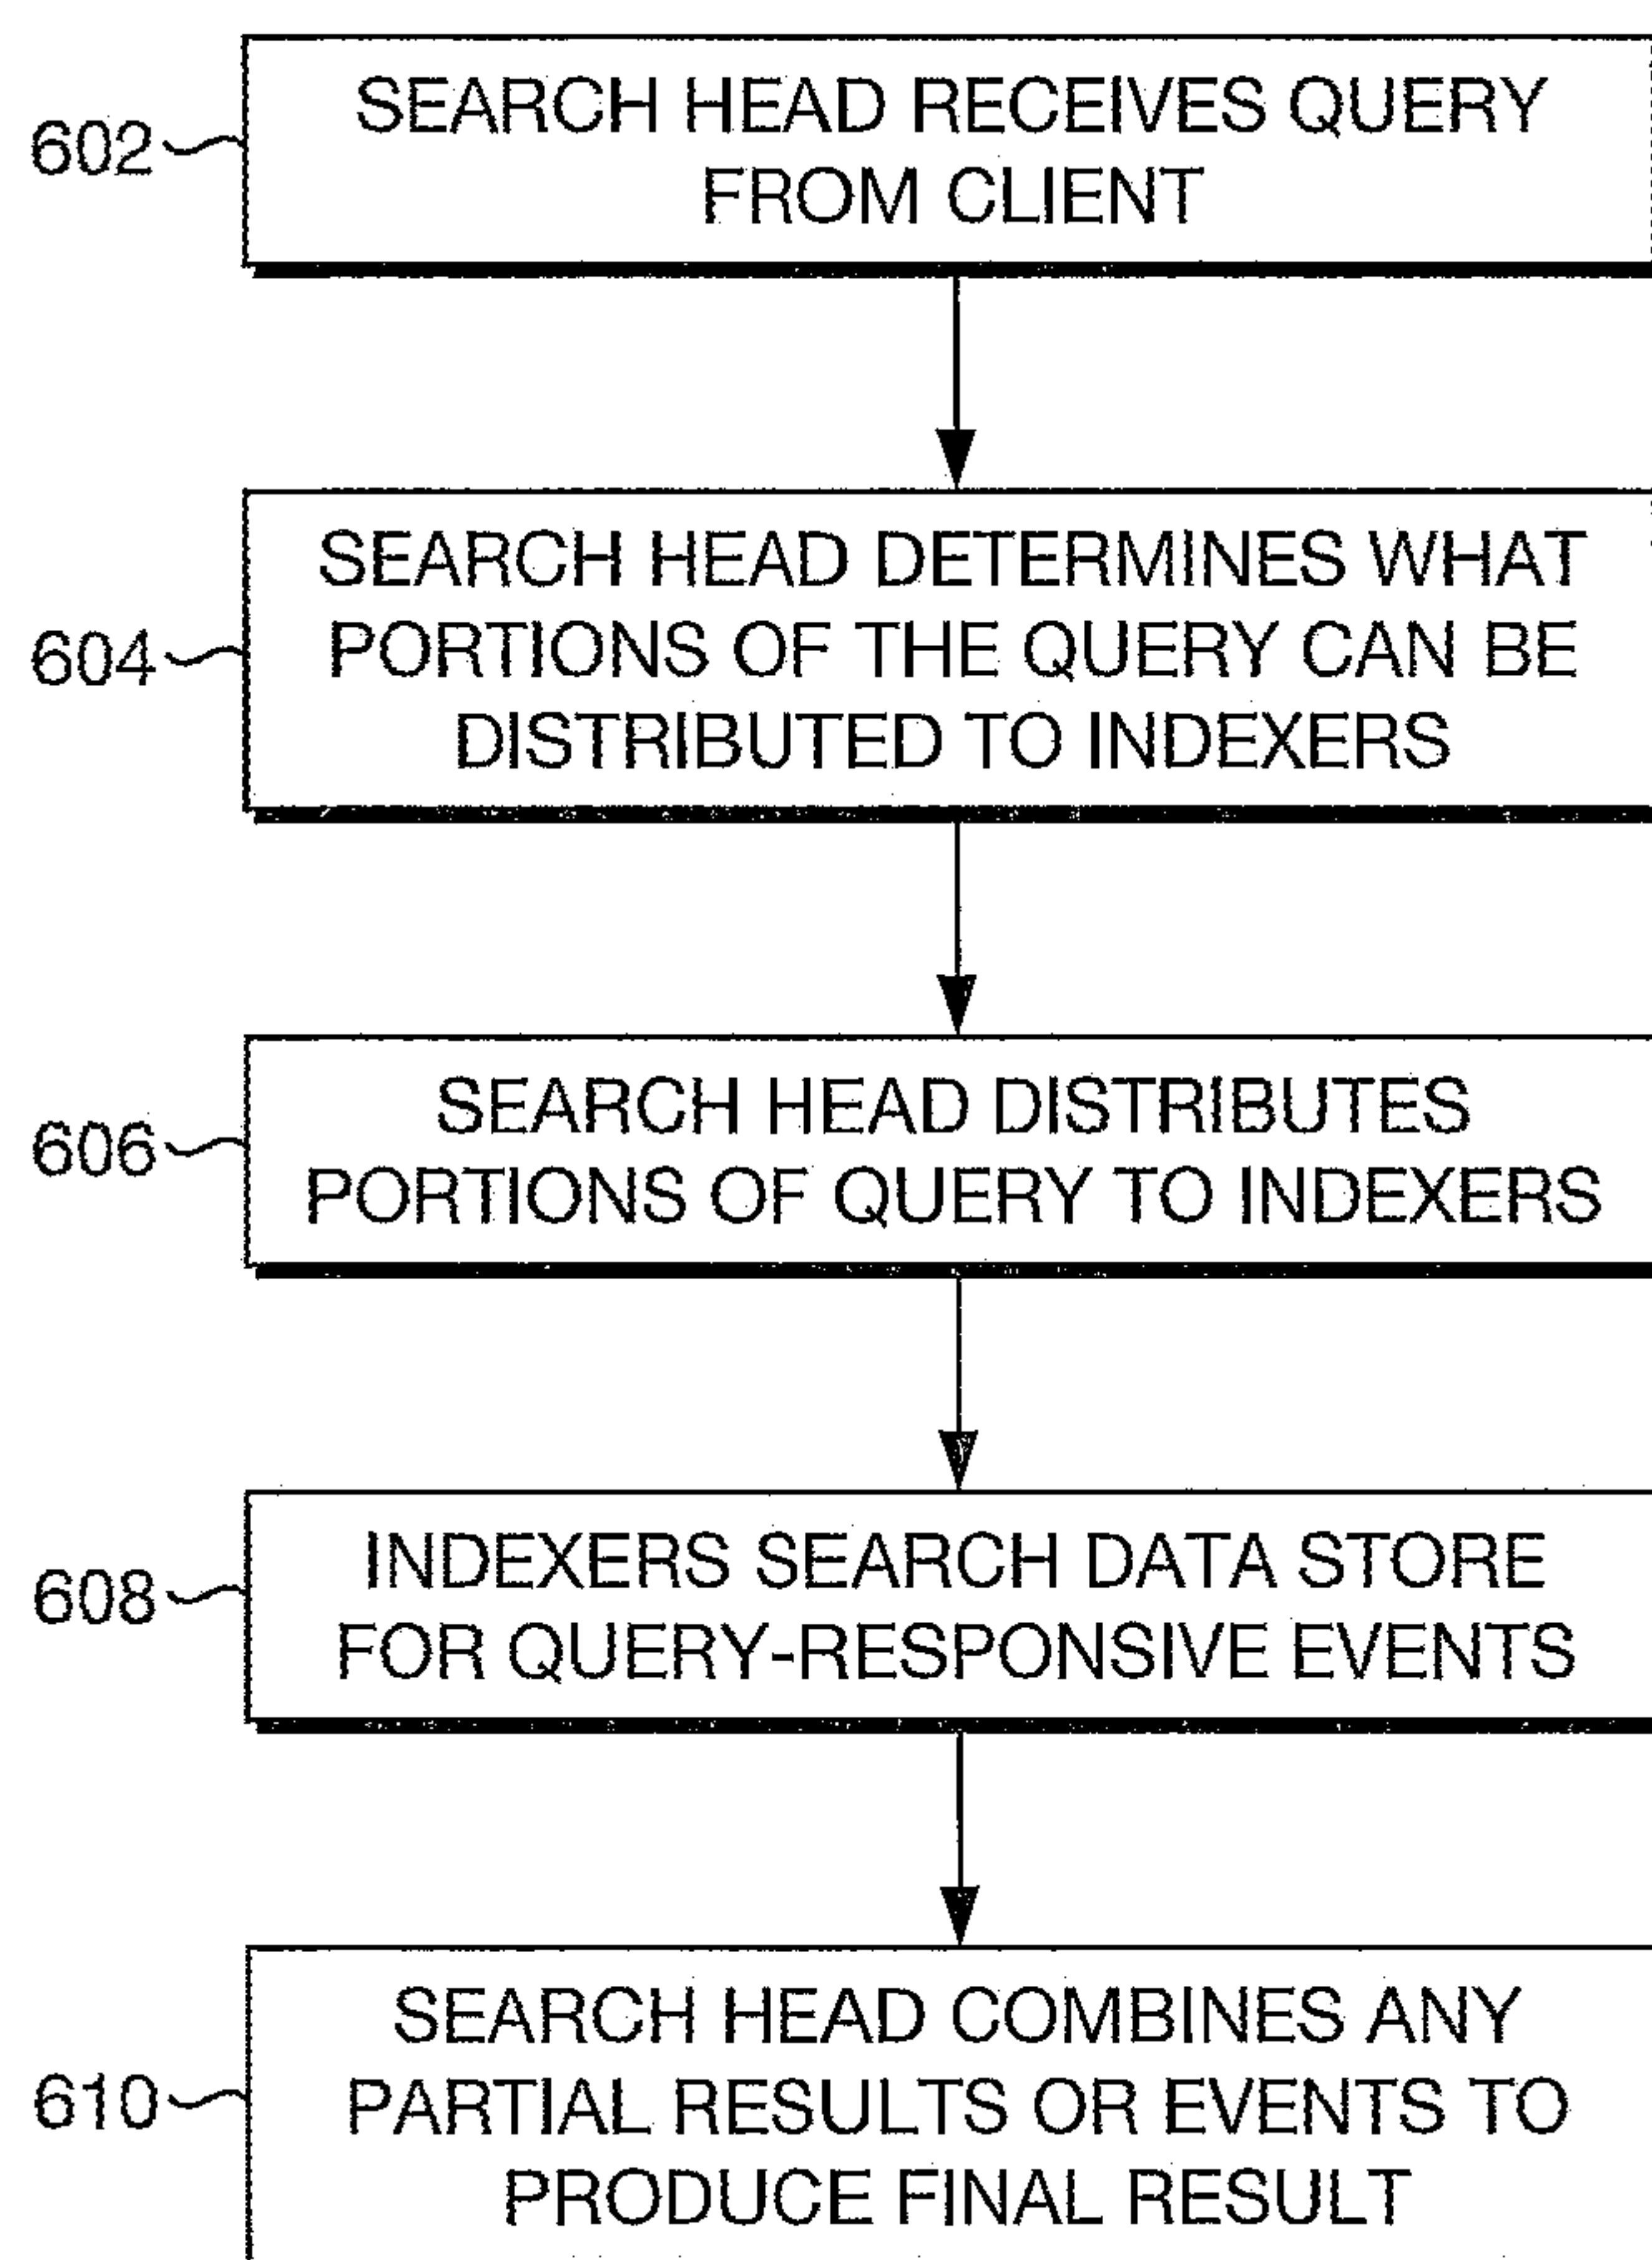 602
SEARCH HEAD RECEIVES QUERY
FROM CLIENT
604
SEARCH HEAD DETERMINES WHAT
PORTIONS OF THE QUERY CAN BE
DISTRIBUTED TO INDEXERS
606
SEARCH HEAD DISTRIBUTES
PORTIONS OF QUERY TO INDEXERS
608
INDEXERS SEARCH DATA STORE
FOR QUERY-RESPONSIVE EVENTS
610
SEARCH HEAD COMBINES ANY
PARTIAL RESULTS OR EVENTS TO
PRODUCE FINAL RESULT